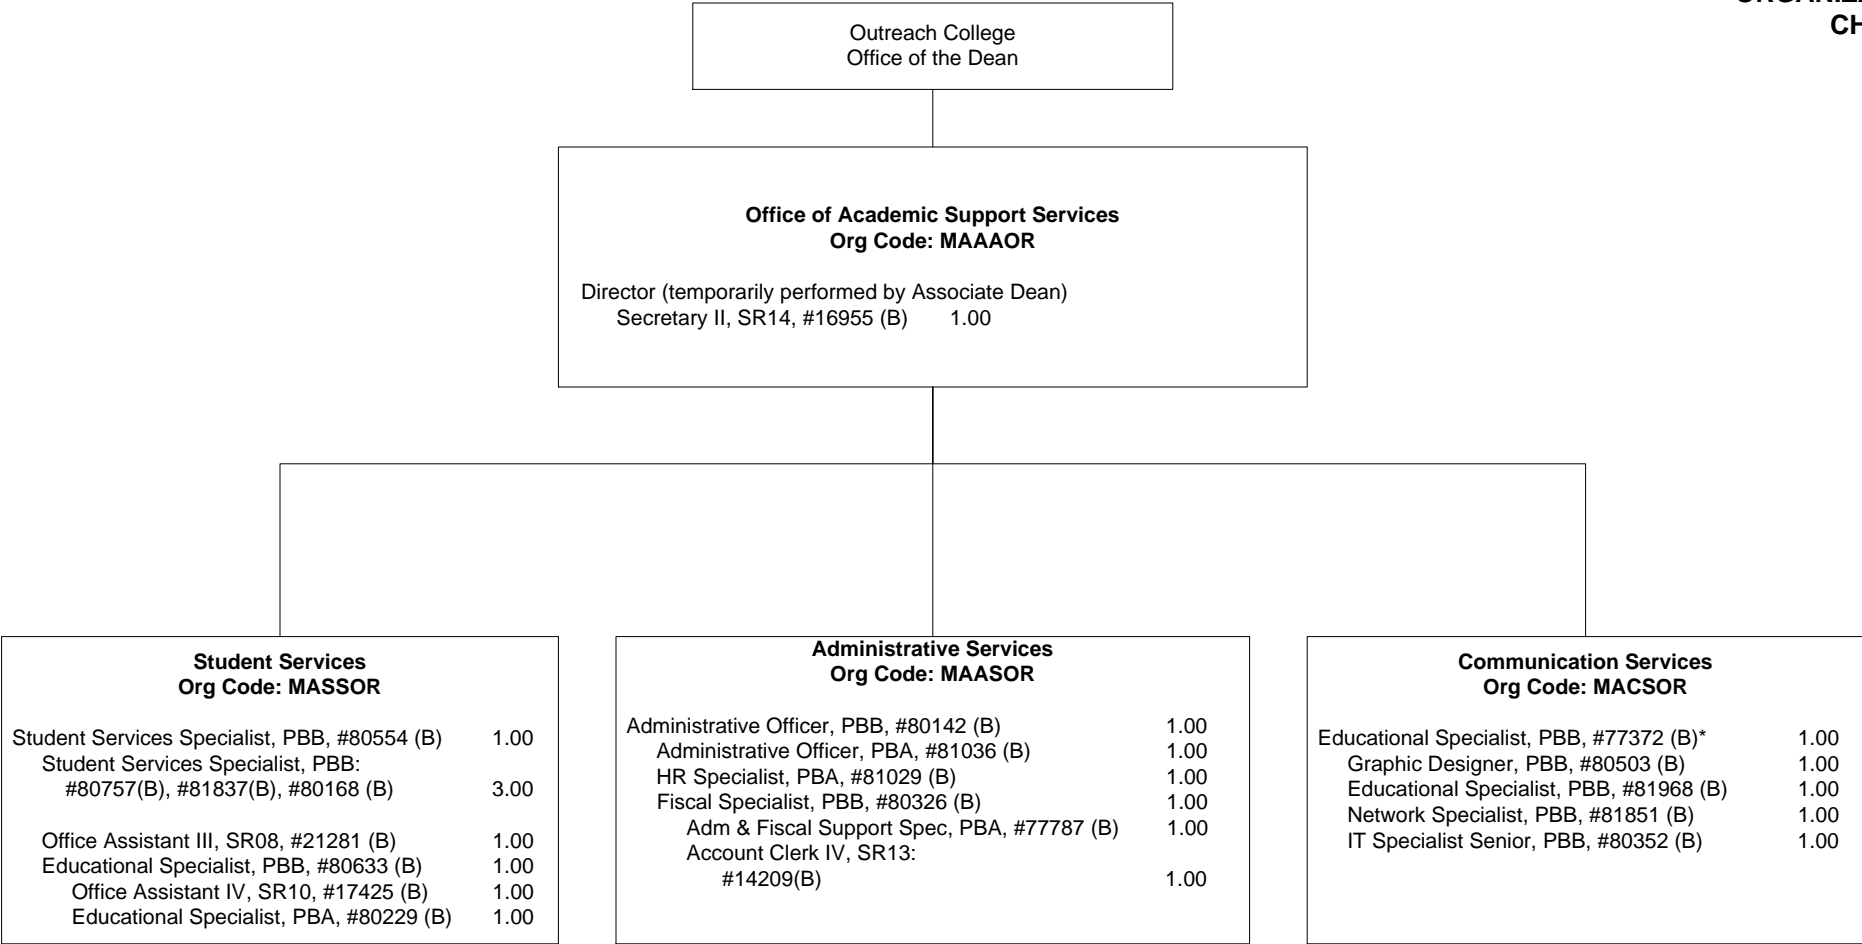 CH
Outreach College
Office of the Dean
Office of Academic Support Services
Org Code: MAAAOR
Director (temporarily performed by Associate Dean)
Secretary II, SR14, #16955 (B) 1.00
Student Services
Org Code: MASSOR
Student Services Specialist, PBB, #80554 (B) 1.00
Student Services Specialist, PBB:
#80757(B), #81837(B), #80168 (B) 3.00
Office Assistant III, SR08, #21281 (B) 1.00
Educational Specialist, PBB, #80633 (B) 1.00
Office Assistant IV, SR10, #17425 (B) 1.00
Educational Specialist, PBA, #80229 (B) 1.00
Administrative Services
Org Code: MAASOR
Administrative Officer, PBB, #80142 (B) 1.00
Administrative Officer, PBA, #81036 (B) 1.00
HR Specialist, PBA, #81029 (B) 1.00
Fiscal Specialist, PBB, #80326 (B) 1.00
Adm & Fiscal Support Spec, PBA, #77787 (B) 1.00
Account Clerk IV, SR13:
#14209(B) 1.00
Communication Services
Org Code: MACSOR
Educational Specialist, PBB, #77372 (B)* 1.00
Graphic Designer, PBB, #80503 (B) 1.00
Educational Specialist, PBB, #81968 (B) 1.00
Network Specialist, PBB, #81851 (B) 1.00
IT Specialist Senior, PBB, #80352 (B) 1.00